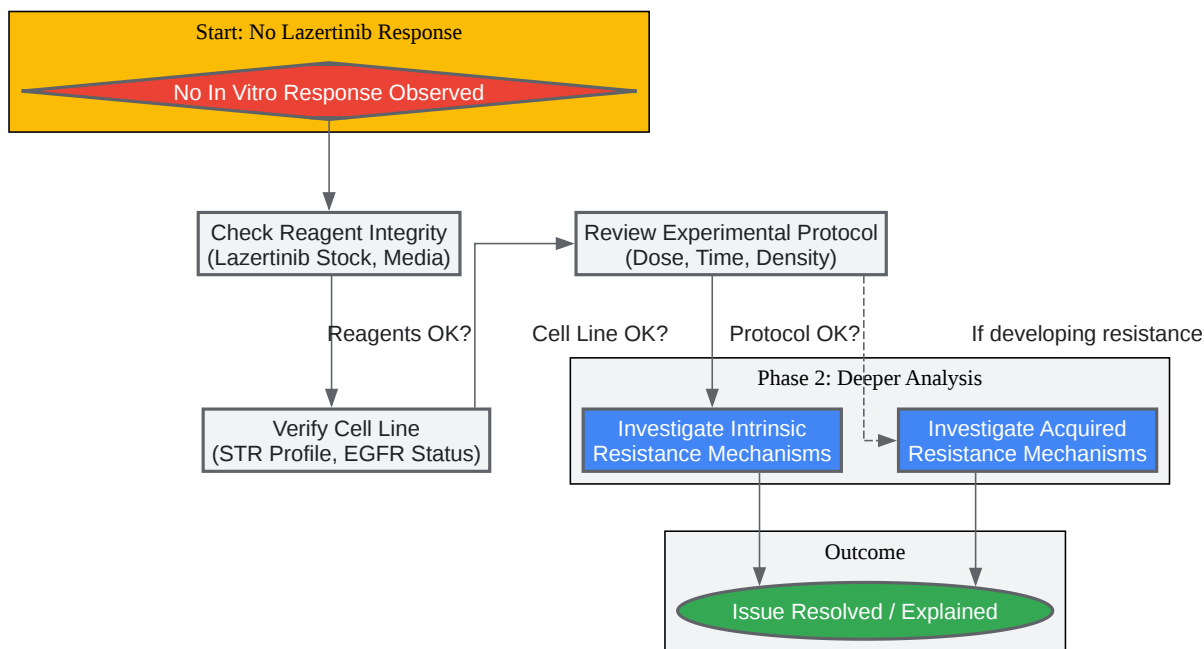 Start: No Lazertinib Response
No In Vitro Response Observed
Check Reagent Integrity
(Lazertinib Stock, Media)
Review Experimental Protocol
(Dose, Time, Density)
Reagents OK?
Cell Line OK?
Protocol OK?
If developing resistance
Phase 2: Deeper Analysis
Verify Cell Line
(STR Profile, EGFR Status)
Investigate Intrinsic
Resistance Mechanisms
Investigate Acquired
Resistance Mechanisms
Outcome
Issue Resolved / Explained